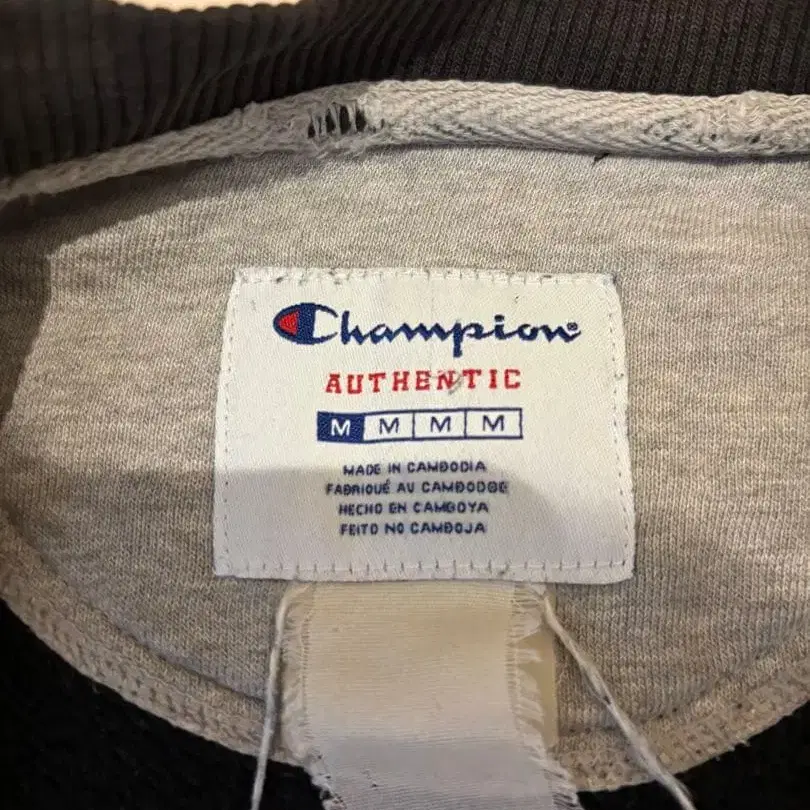 Champion®
AUTHENTIC
M M M M
MADE IN CAMBODIA
FABRIQUÉ AU CAMBODGE
HECHO EN CAMBOYA
FEITO NO CAMBOJA